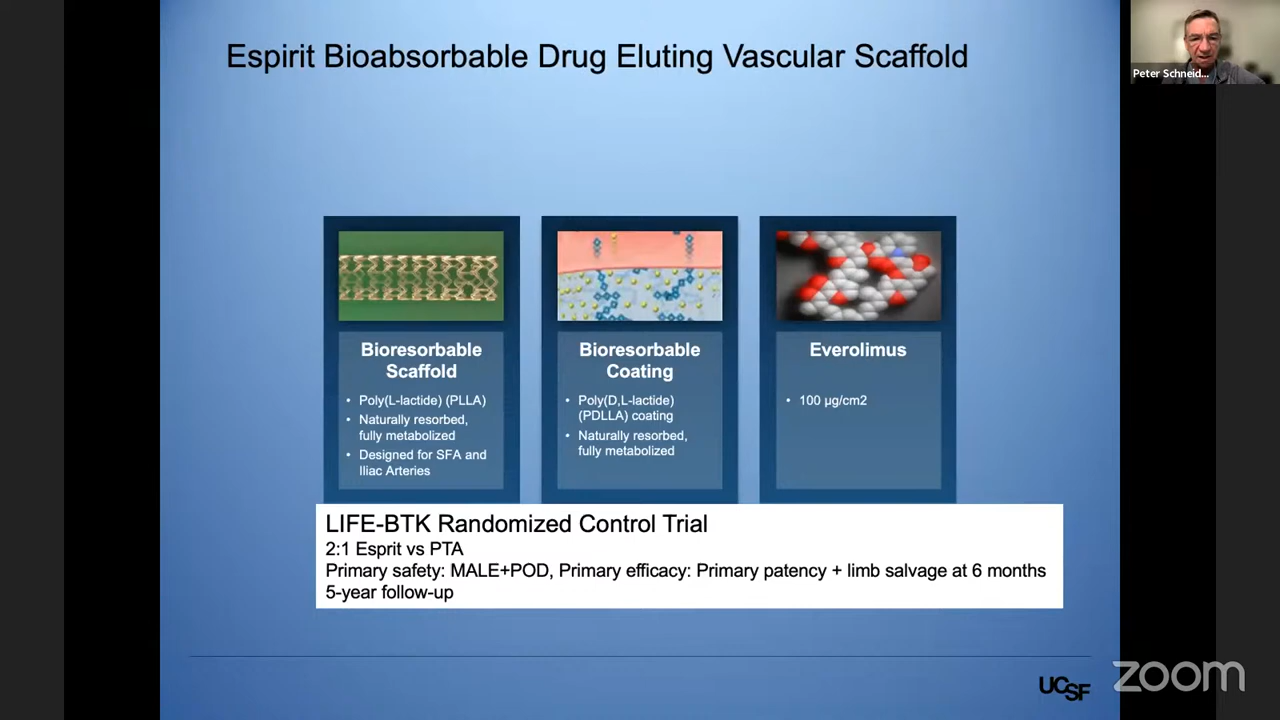 Espirit Bioabsorbable Drug Eluting Vascular Scaffold
Peter Schneid...
Bioresorbable
Scaffold
• Poly(L-lactide) (PLLA)
• Naturally resorbed,
fully metabolized
• Designed for SFA and
Iliac Arteries
Bioresorbable
Coating
• Poly(D,L-lactide)
(PDLLA) coating
• Naturally resorbed,
fully metabolized
Everolimus
• 100 µg/cm2
LIFE-BTK Randomized Control Trial
2:1 Esprit vs PTA
Primary safety: MALE+POD, Primary efficacy: Primary patency + limb salvage at 6 months
5-year follow-up
UCSF
zoom